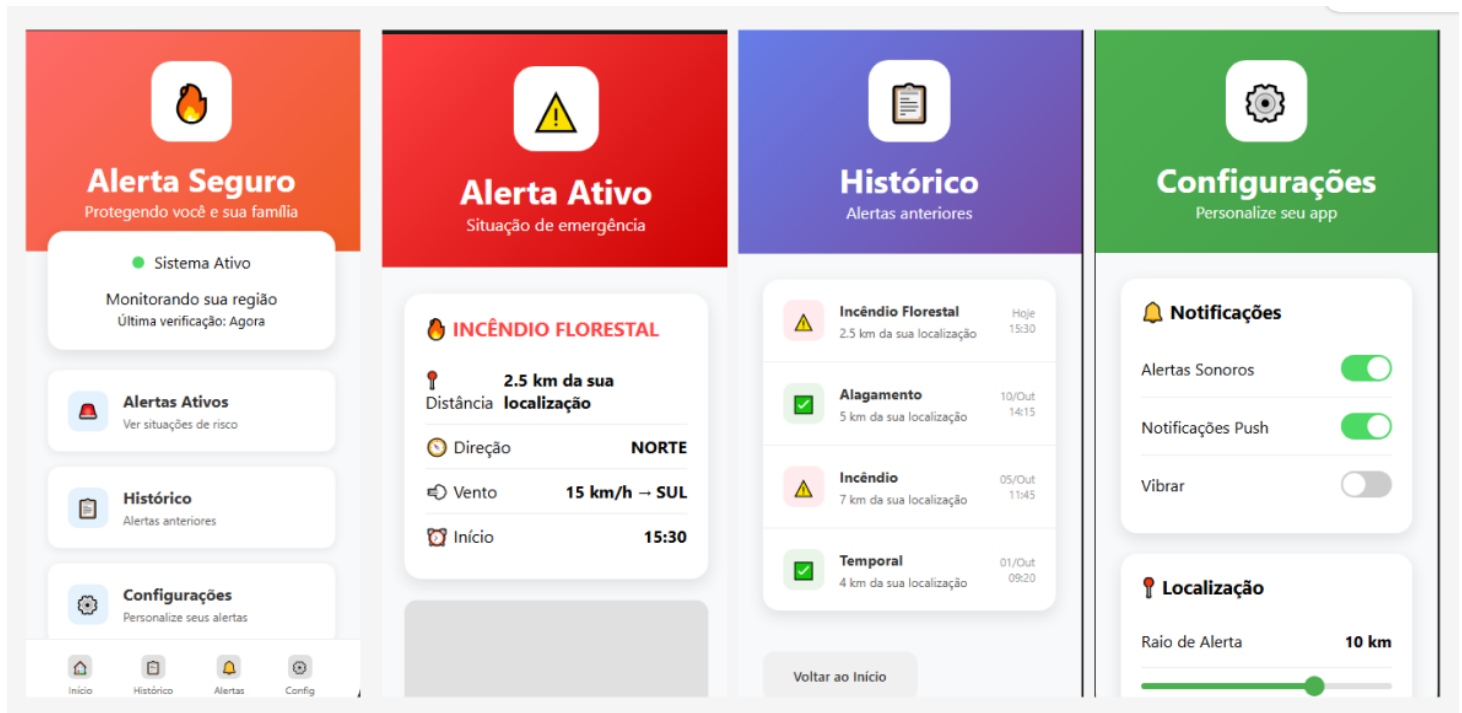 Alerta Seguro
Protegendo você e sua família
Sistema Ativo
Monitorando sua região
Última verificação: Agora
Alertas Ativos
Ver situações de risco
Histórico
Alertas anteriores
Configurações
Personalize seus alertas
Início
Histórico
Alertas
Config
Alerta Ativo
Situação de emergência
INCÊNDIO FLORESTAL
Distância
2.5 km da sua
localização
Direção NORTE
Vento 15 km/h → SUL
Início 15:30
Histórico
Alertas anteriores
Incêndio Florestal Hoje
2.5 km da sua localização 15:30
Alagamento 10/Out
5 km da sua localização 14:15
Incêndio 05/Out
7 km da sua localização 11:45
Temporal 01/Out
4 km da sua localização 09:20
Voltar ao Início
Configurações
Personalize seu app
Notificações
Alertas Sonoros
Notificações Push
Vibrar
Localização
Raio de Alerta 10 km